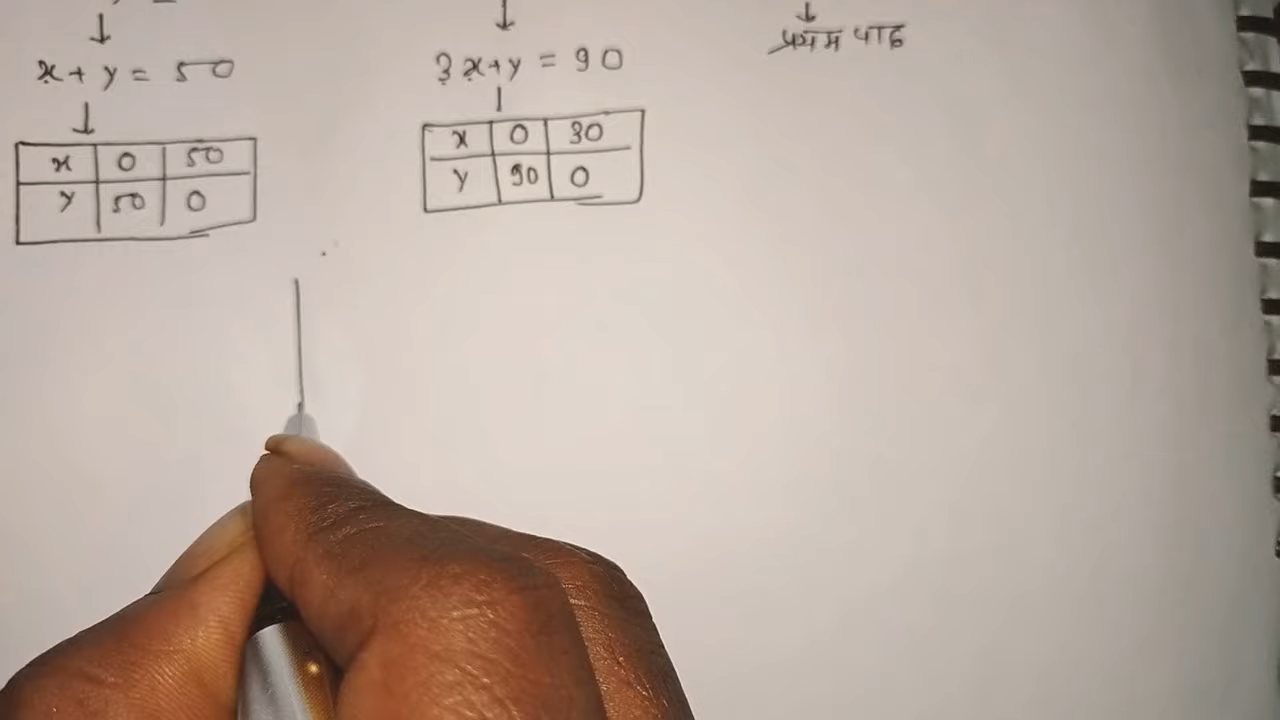 x + y = 50
x 0 50
y 50 0
3x+y = 90
x 0 30
y 90 0
प्रथम पाद